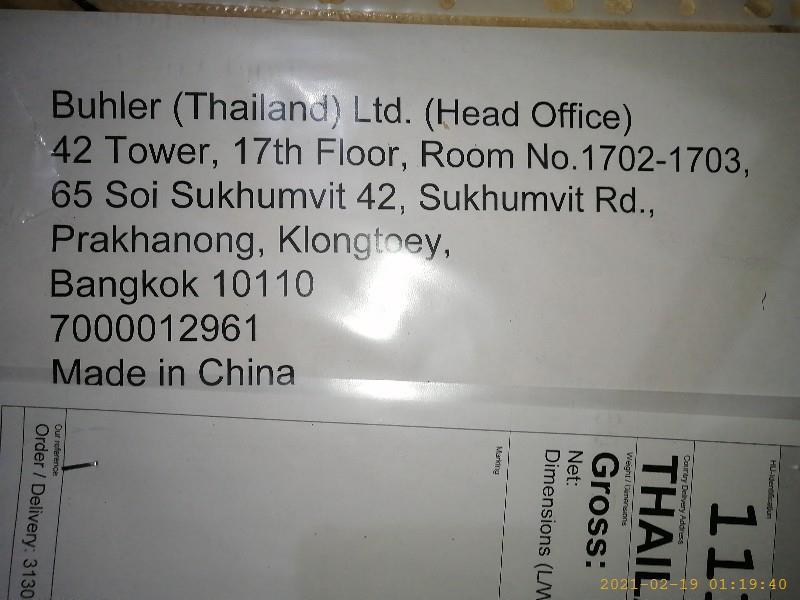 Buhler (Thailand) Ltd. (Head Office)
42 Tower, 17th Floor, Room No.1702-1703,
65 Soi Sukhumvit 42, Sukhumvit Rd.,
Prakhanong, Klongtoey,
Bangkok 10110
7000012961
Made in China
HU-Identification
11
Country Delivery Address
THAIL
Weight / Dimensions
Gross:
Net:
Dimensions (L/W
Marking
Our reference
Order / Delivery: 3130
2021-02-19 01:19:40